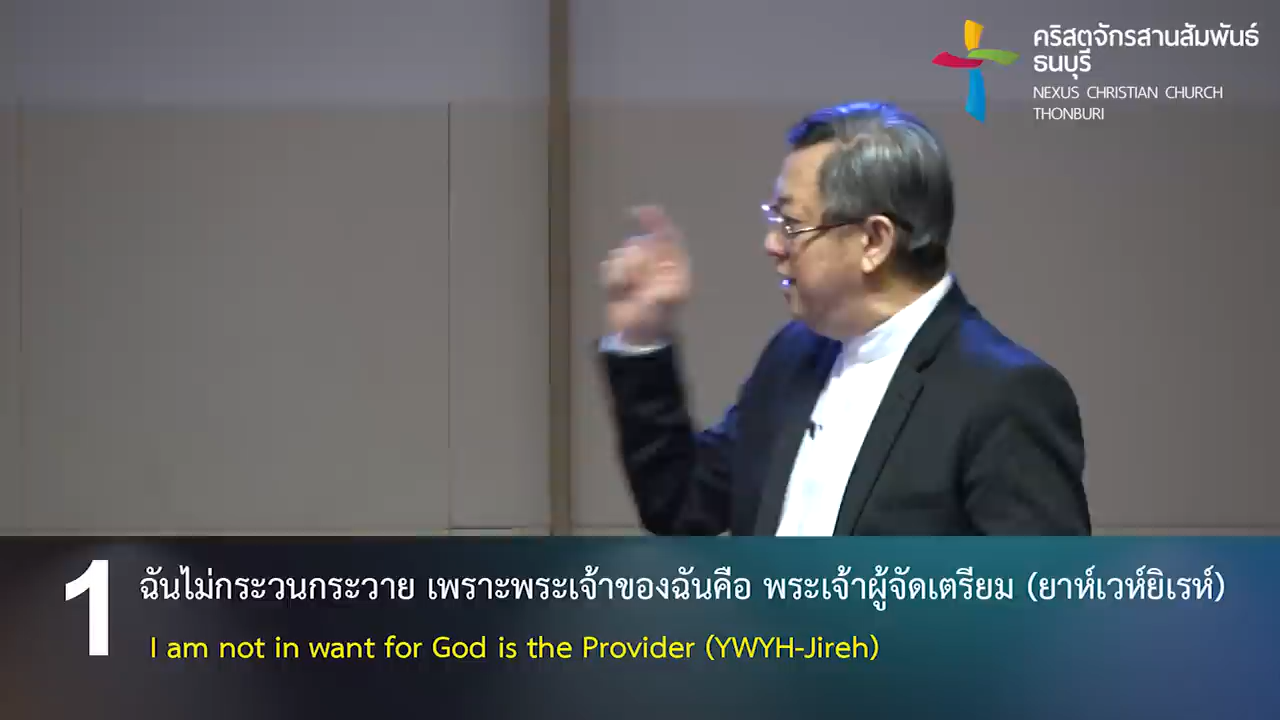 คริสตจักรสานสัมพันธ์
ธนบุรี
NEXUS CHRISTIAN CHURCH
THONBURI
1
ฉันไม่กระวนกระวาย เพราะพระเจ้าของฉันคือ พระเจ้าผู้จัดเตรียม (ยาห์เวห์ยิเรห์)
I am not in want for God is the Provider (YWYH-Jireh)